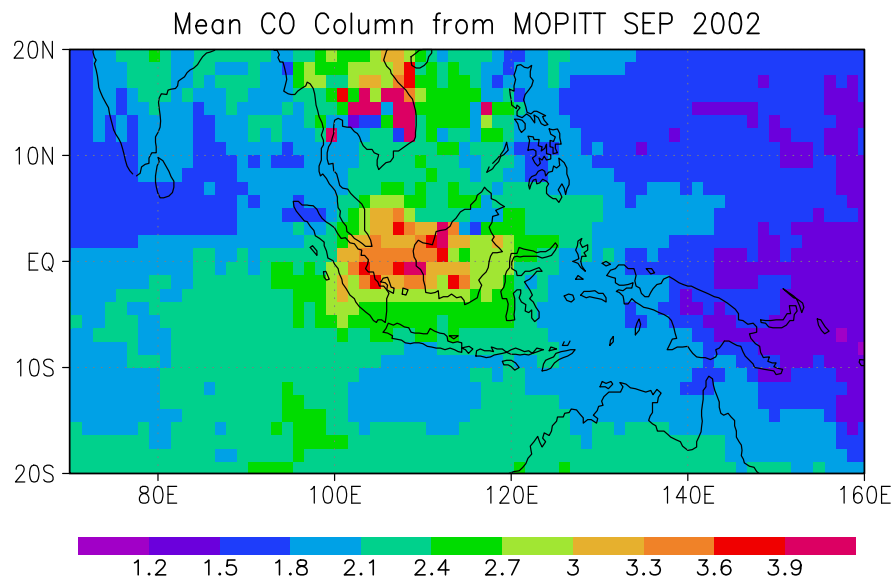 Mean CO Column from MOPITT SEP 2002
20N
10N
EQ
10S
20S
80E 100E 120E 140E 160E
1.2 1.5 1.8 2.1 2.4 2.7 3 3.3 3.6 3.9